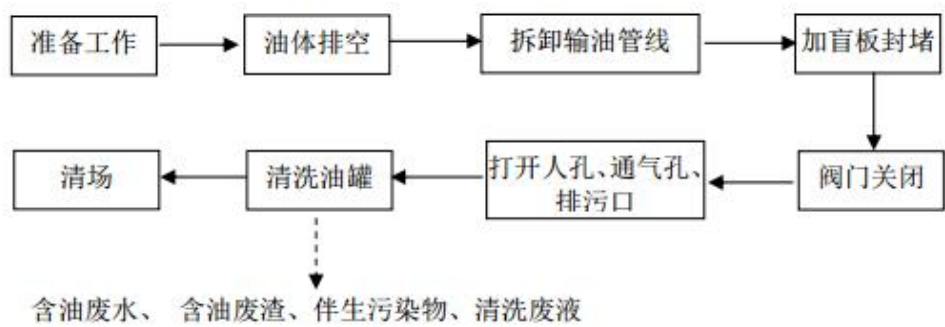 准备工作
油体排空
拆卸输油管线
加盲板封堵
阀门关闭
打开人孔、通气孔、
排污口
清洗油罐
清场
含油废水、 含油废渣、伴生污染物、清洗废液